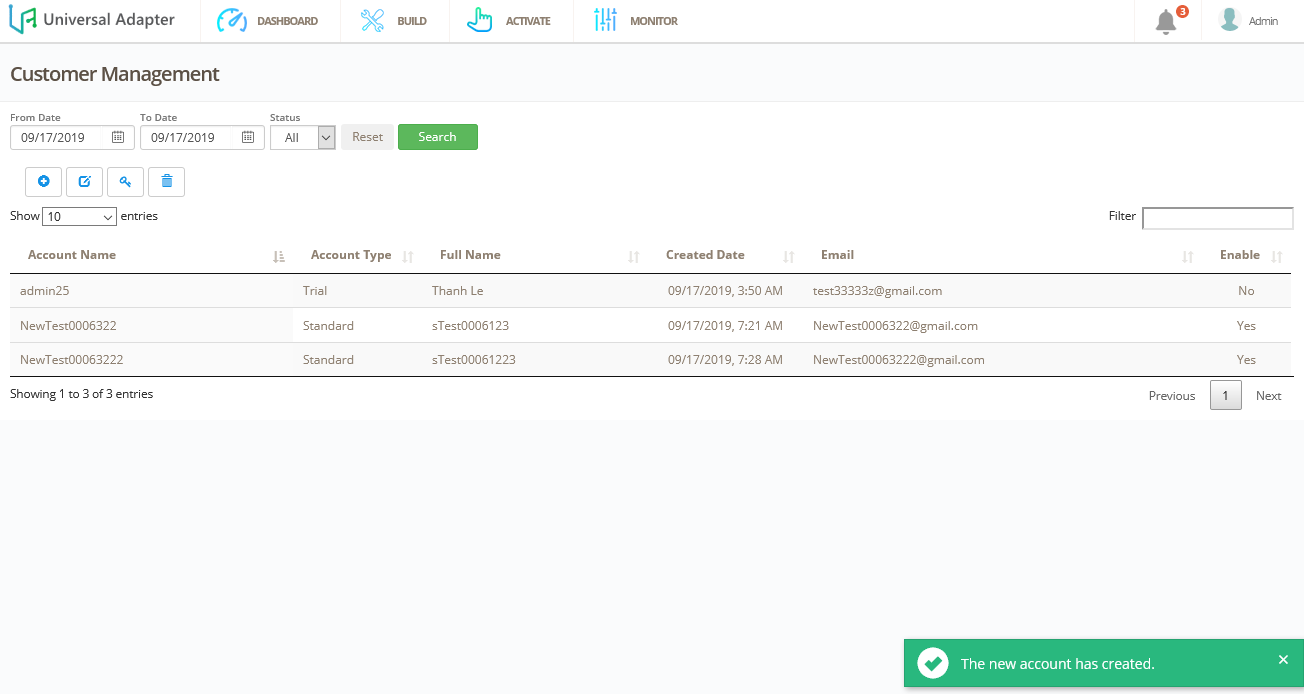 Universal Adapter DASHBOARD BUILD ACTIVATE MONITOR 3 Admin
Customer Management
From Date To Date Status
09/17/2019 09/17/2019 All Reset Search
Show 10 entries Filter
Account Name Account Type Full Name Created Date Email Enable
admin25 Trial Thanh Le 09/17/2019, 3:50 AM test33333z@gmail.com No
NewTest0006322 Standard sTest0006123 09/17/2019, 7:21 AM NewTest0006322@gmail.com Yes
NewTest00063222 Standard sTest00061223 09/17/2019, 7:28 AM NewTest00063222@gmail.com Yes
Showing 1 to 3 of 3 entries Previous 1 Next
The new account has created.